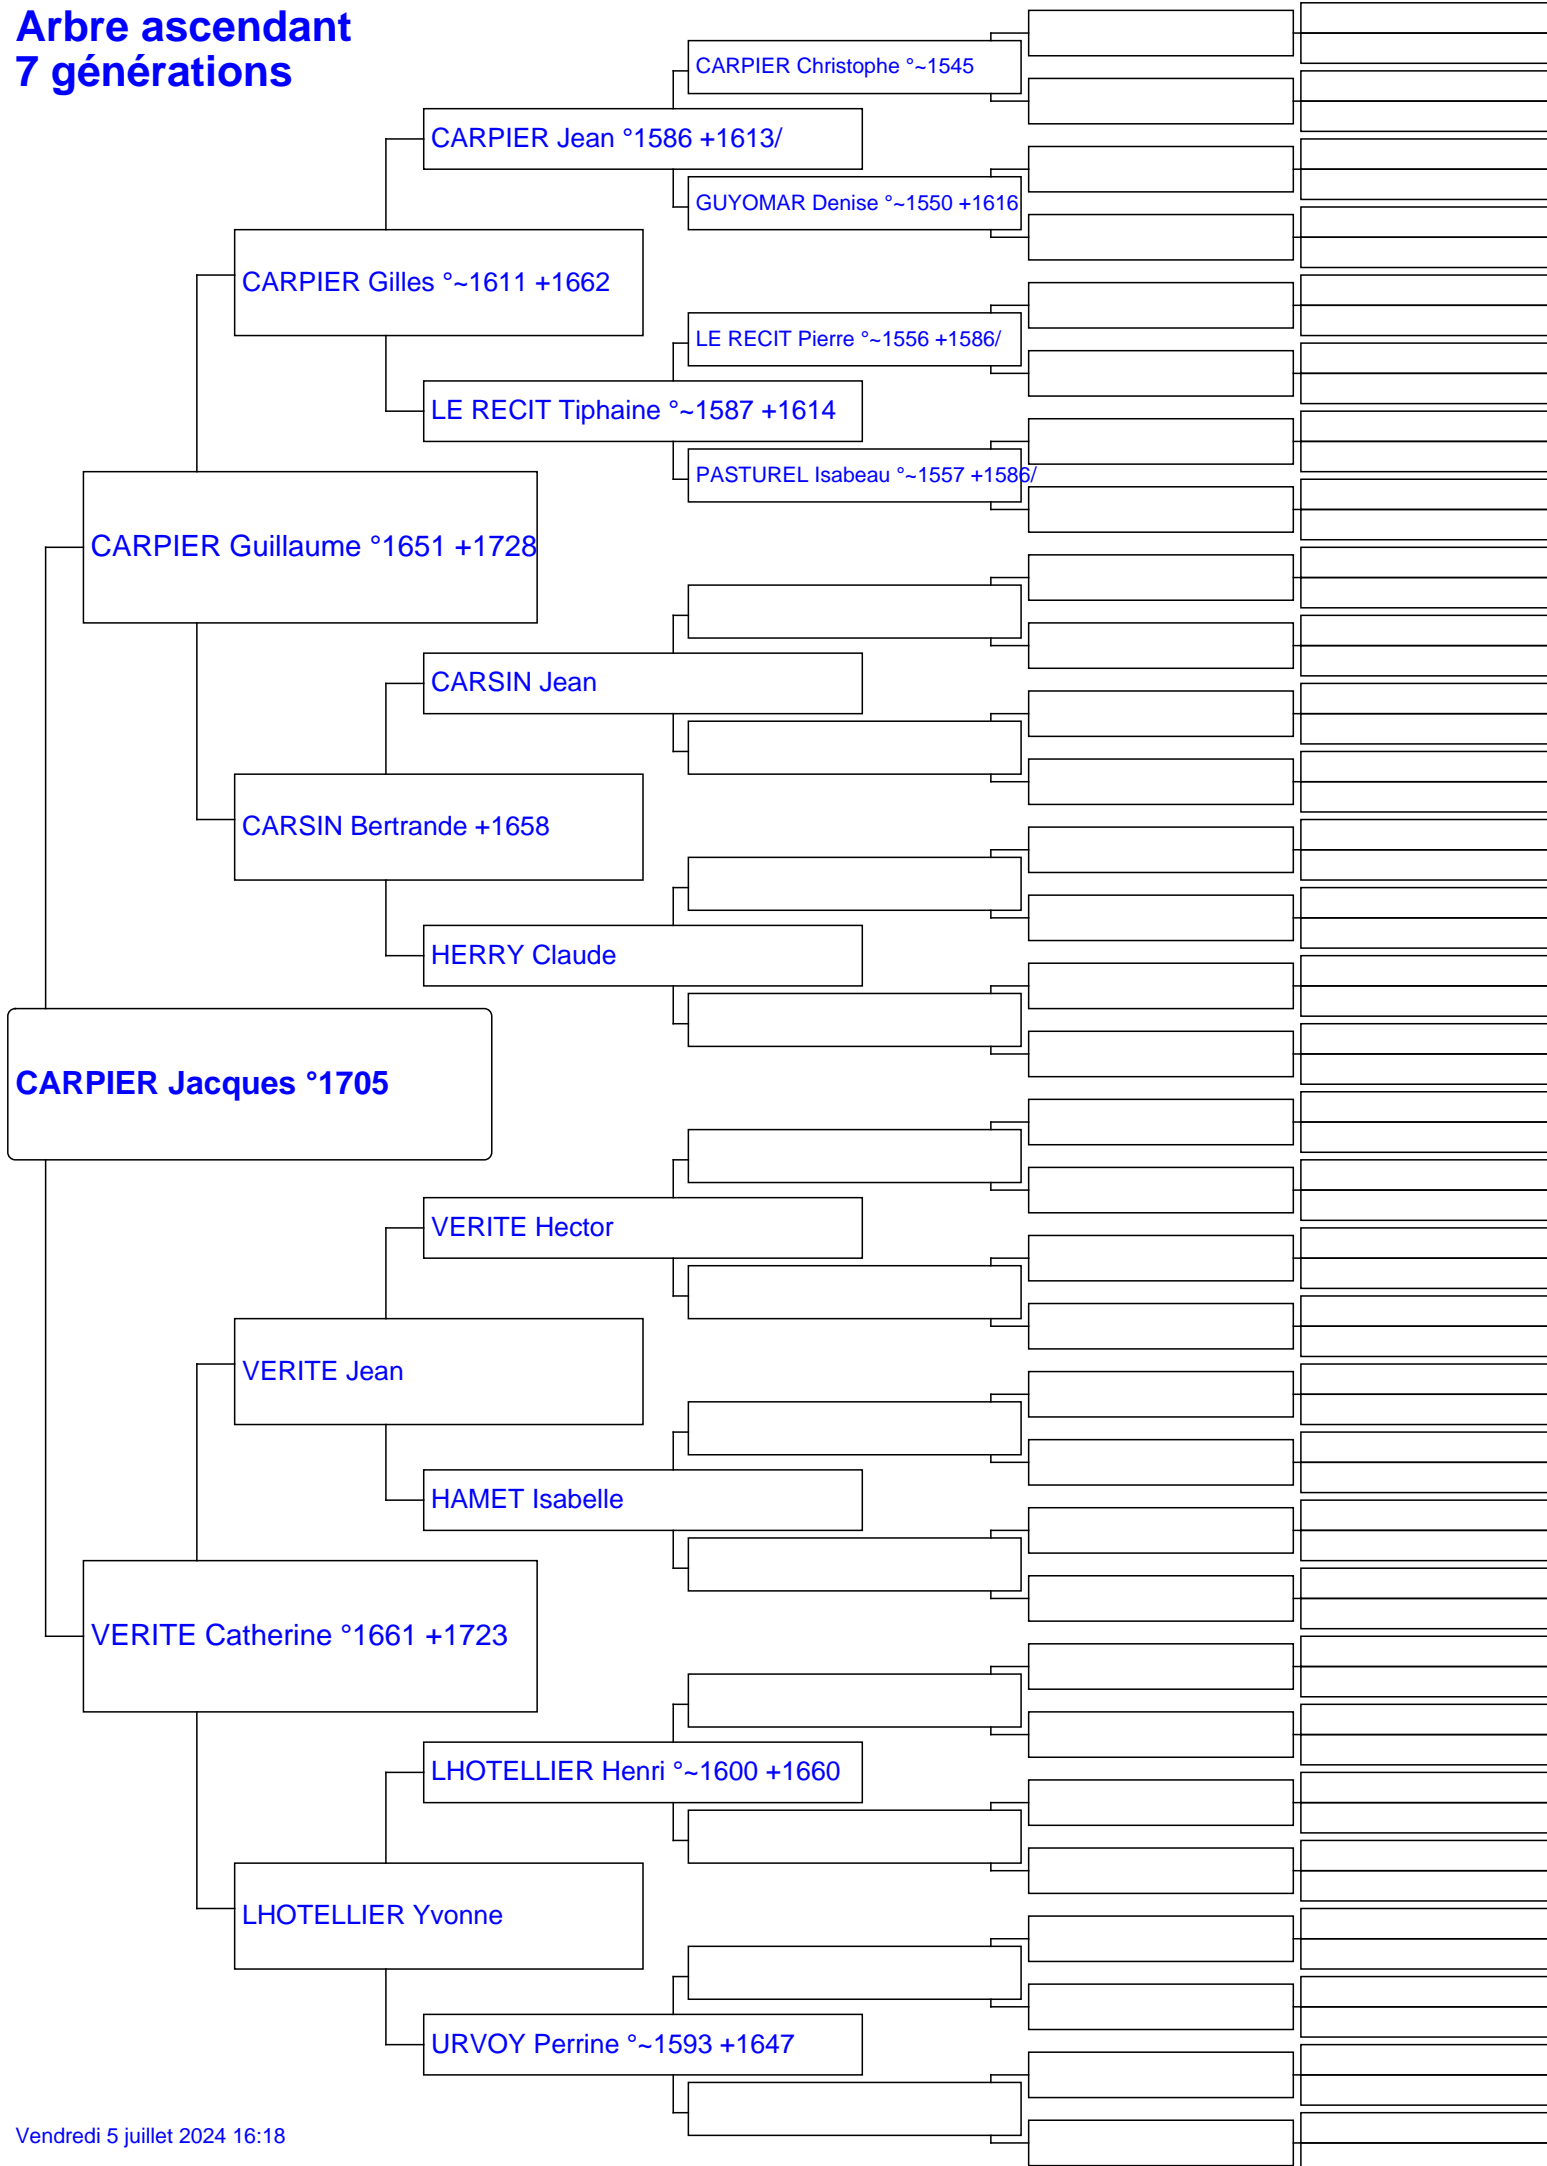 Arbre ascendant
7 générations
CARPIER Christophe °~1545
CARPIER Jean °1586 +1613/
GUYOMAR Denise °~1550 +1616
CARPIER Gilles °~1611 +1662
LE RECIT Pierre °~1556 +1586/
LE RECIT Tiphaine °~1587 +1614
PASTUREL Isabeau °~1557 +1586/
CARPIER Guillaume °1651 +1728
CARSIN Jean
CARSIN Bertrande +1658
HERRY Claude
CARPIER Jacques °1705
VERITE Hector
VERITE Jean
HAMET Isabelle
VERITE Catherine °1661 +1723
LHOTELLIER Henri °~1600 +1660
LHOTELLIER Yvonne
URVOY Perrine °~1593 +1647
Vendredi 5 juillet 2024 16:18